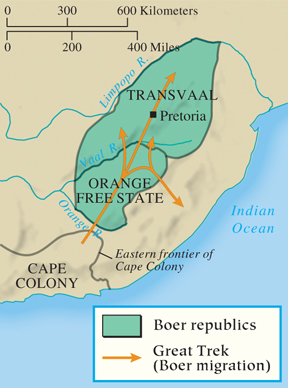 0 300 600 Kilometers
0 200 400 Miles
Limpopo R.
TRANSVAAL
Pretoria
Vaal R.
ORANGE
FREE STATE
Orange R.
Indian
Ocean
Eastern frontier of
Cape Colony
CAPE
COLONY
Boer republics
Great Trek
(Boer migration)